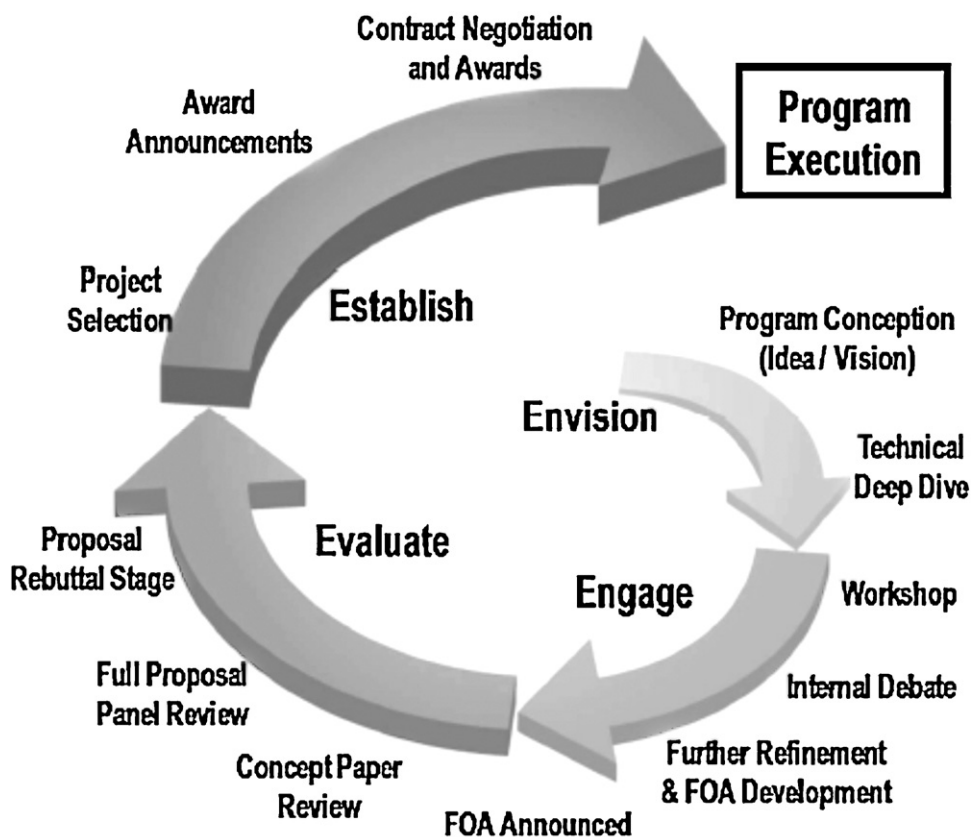 Contract Negotiation
and Awards
Award
Announcements
Program
Execution
Project
Selection
Establish
Program Conception
(Idea / Vision)
Envision
Technical
Deep Dive
Proposal
Rebuttal Stage
Evaluate
Engage
Workshop
Full Proposal
Panel Review
Internal Debate
Concept Paper
Review
Further Refinement
& FOA Development
FOA Announced